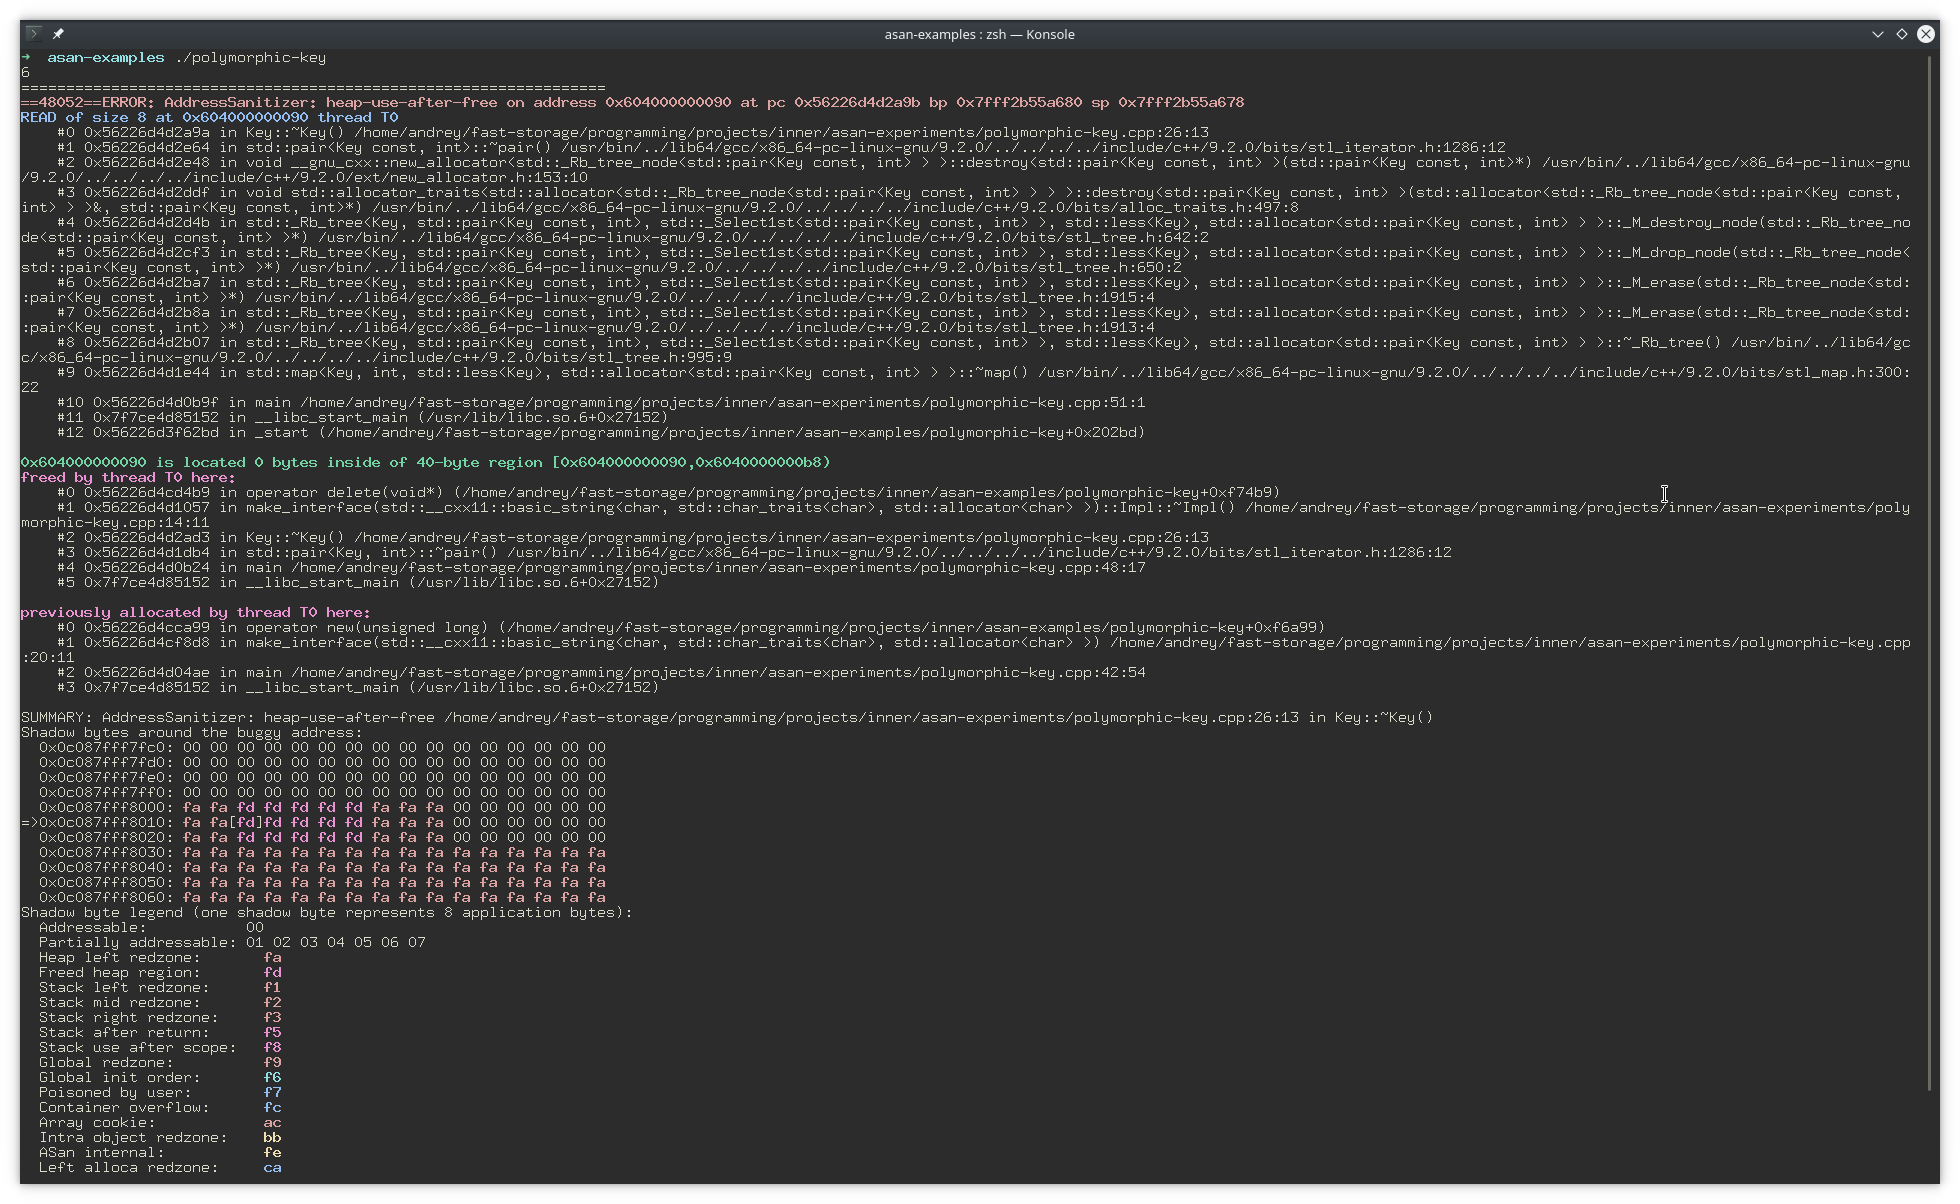 asan-examples : zsh — Konsole
➜  asan-examples ./polymorphic-key
6
=================================================================
==48052==ERROR: AddressSanitizer: heap-use-after-free on address 0x604000000090 at pc 0x56226d4d2a9b bp 0x7fff2b55a680 sp 0x7fff2b55a678
READ of size 8 at 0x604000000090 thread T0
    #0 0x56226d4d2a9a in Key::~Key() /home/andrey/fast-storage/programming/projects/inner/asan-experiments/polymorphic-key.cpp:26:13
    #1 0x56226d4d2e64 in std::pair<Key const, int>::~pair() /usr/bin/../lib64/gcc/x86_64-pc-linux-gnu/9.2.0/../../../../include/c++/9.2.0/bits/stl_iterator.h:1286:12
    #2 0x56226d4d2e48 in void __gnu_cxx::new_allocator<std::_Rb_tree_node<std::pair<Key const, int> > >::destroy<std::pair<Key const, int> >(std::pair<Key const, int>*) /usr/bin/../lib64/gcc/x86_64-pc-linux-gnu
/9.2.0/../../../../include/c++/9.2.0/ext/new_allocator.h:153:10
    #3 0x56226d4d2ddf in void std::allocator_traits<std::allocator<std::_Rb_tree_node<std::pair<Key const, int> > > >::destroy<std::pair<Key const, int> >(std::allocator<std::_Rb_tree_node<std::pair<Key const,
int> > >&, std::pair<Key const, int>*) /usr/bin/../lib64/gcc/x86_64-pc-linux-gnu/9.2.0/../../../../include/c++/9.2.0/bits/alloc_traits.h:497:8
    #4 0x56226d4d2d4b in std::_Rb_tree<Key, std::pair<Key const, int>, std::_Select1st<std::pair<Key const, int> >, std::less<Key>, std::allocator<std::pair<Key const, int> > >::_M_destroy_node(std::_Rb_tree_no
de<std::pair<Key const, int> >*) /usr/bin/../lib64/gcc/x86_64-pc-linux-gnu/9.2.0/../../../../include/c++/9.2.0/bits/stl_tree.h:642:2
    #5 0x56226d4d2cf3 in std::_Rb_tree<Key, std::pair<Key const, int>, std::_Select1st<std::pair<Key const, int> >, std::less<Key>, std::allocator<std::pair<Key const, int> > >::_M_drop_node(std::_Rb_tree_node<
std::pair<Key const, int> >*) /usr/bin/../lib64/gcc/x86_64-pc-linux-gnu/9.2.0/../../../../include/c++/9.2.0/bits/stl_tree.h:650:2
    #6 0x56226d4d2ba7 in std::_Rb_tree<Key, std::pair<Key const, int>, std::_Select1st<std::pair<Key const, int> >, std::less<Key>, std::allocator<std::pair<Key const, int> > >::_M_erase(std::_Rb_tree_node<std:
:pair<Key const, int> >*) /usr/bin/../lib64/gcc/x86_64-pc-linux-gnu/9.2.0/../../../../include/c++/9.2.0/bits/stl_tree.h:1915:4
    #7 0x56226d4d2b8a in std::_Rb_tree<Key, std::pair<Key const, int>, std::_Select1st<std::pair<Key const, int> >, std::less<Key>, std::allocator<std::pair<Key const, int> > >::_M_erase(std::_Rb_tree_node<std:
:pair<Key const, int> >*) /usr/bin/../lib64/gcc/x86_64-pc-linux-gnu/9.2.0/../../../../include/c++/9.2.0/bits/stl_tree.h:1913:4
    #8 0x56226d4d2b07 in std::_Rb_tree<Key, std::pair<Key const, int>, std::_Select1st<std::pair<Key const, int> >, std::less<Key>, std::allocator<std::pair<Key const, int> > >::~_Rb_tree() /usr/bin/../lib64/gc
c/x86_64-pc-linux-gnu/9.2.0/../../../../include/c++/9.2.0/bits/stl_tree.h:995:9
    #9 0x56226d4d1e44 in std::map<Key, int, std::less<Key>, std::allocator<std::pair<Key const, int> > >::~map() /usr/bin/../lib64/gcc/x86_64-pc-linux-gnu/9.2.0/../../../../include/c++/9.2.0/bits/stl_map.h:300:
22
    #10 0x56226d4d0b9f in main /home/andrey/fast-storage/programming/projects/inner/asan-experiments/polymorphic-key.cpp:51:1
    #11 0x7f7ce4d85152 in __libc_start_main (/usr/lib/libc.so.6+0x27152)
    #12 0x56226d3f62bd in _start (/home/andrey/fast-storage/programming/projects/inner/asan-examples/polymorphic-key+0x202bd)

0x604000000090 is located 0 bytes inside of 40-byte region [0x604000000090,0x6040000000b8)
freed by thread T0 here:
    #0 0x56226d4cd4b9 in operator delete(void*) (/home/andrey/fast-storage/programming/projects/inner/asan-examples/polymorphic-key+0xf74b9)
    #1 0x56226d4d1057 in make_interface(std::__cxx11::basic_string<char, std::char_traits<char>, std::allocator<char> >)::Impl::~Impl() /home/andrey/fast-storage/programming/projects/inner/asan-experiments/poly
morphic-key.cpp:14:11
    #2 0x56226d4d2ad3 in Key::~Key() /home/andrey/fast-storage/programming/projects/inner/asan-experiments/polymorphic-key.cpp:26:13
    #3 0x56226d4d1db4 in std::pair<Key, int>::~pair() /usr/bin/../lib64/gcc/x86_64-pc-linux-gnu/9.2.0/../../../../include/c++/9.2.0/bits/stl_iterator.h:1286:12
    #4 0x56226d4d0b24 in main /home/andrey/fast-storage/programming/projects/inner/asan-experiments/polymorphic-key.cpp:48:17
    #5 0x7f7ce4d85152 in __libc_start_main (/usr/lib/libc.so.6+0x27152)

previously allocated by thread T0 here:
    #0 0x56226d4cca99 in operator new(unsigned long) (/home/andrey/fast-storage/programming/projects/inner/asan-examples/polymorphic-key+0xf6a99)
    #1 0x56226d4cf8d8 in make_interface(std::__cxx11::basic_string<char, std::char_traits<char>, std::allocator<char> >) /home/andrey/fast-storage/programming/projects/inner/asan-experiments/polymorphic-key.cpp
:20:11
    #2 0x56226d4d04ae in main /home/andrey/fast-storage/programming/projects/inner/asan-experiments/polymorphic-key.cpp:42:54
    #3 0x7f7ce4d85152 in __libc_start_main (/usr/lib/libc.so.6+0x27152)

SUMMARY: AddressSanitizer: heap-use-after-free /home/andrey/fast-storage/programming/projects/inner/asan-experiments/polymorphic-key.cpp:26:13 in Key::~Key()
Shadow bytes around the buggy address:
  0x0c087fff7fc0: 00 00 00 00 00 00 00 00 00 00 00 00 00 00 00 00
  0x0c087fff7fd0: 00 00 00 00 00 00 00 00 00 00 00 00 00 00 00 00
  0x0c087fff7fe0: 00 00 00 00 00 00 00 00 00 00 00 00 00 00 00 00
  0x0c087fff7ff0: 00 00 00 00 00 00 00 00 00 00 00 00 00 00 00 00
  0x0c087fff8000: fa fa fd fd fd fd fd fa fa fa 00 00 00 00 00 00
=>0x0c087fff8010: fa fa[fd]fd fd fd fd fa fa fa 00 00 00 00 00 00
  0x0c087fff8020: fa fa fd fd fd fd fd fa fa fa 00 00 00 00 00 00
  0x0c087fff8030: fa fa fa fa fa fa fa fa fa fa fa fa fa fa fa fa
  0x0c087fff8040: fa fa fa fa fa fa fa fa fa fa fa fa fa fa fa fa
  0x0c087fff8050: fa fa fa fa fa fa fa fa fa fa fa fa fa fa fa fa
  0x0c087fff8060: fa fa fa fa fa fa fa fa fa fa fa fa fa fa fa fa
Shadow byte legend (one shadow byte represents 8 application bytes):
  Addressable:           00
  Partially addressable: 01 02 03 04 05 06 07
  Heap left redzone:       fa
  Freed heap region:       fd
  Stack left redzone:      f1
  Stack mid redzone:       f2
  Stack right redzone:     f3
  Stack after return:      f5
  Stack use after scope:   f8
  Global redzone:          f9
  Global init order:       f6
  Poisoned by user:        f7
  Container overflow:      fc
  Array cookie:            ac
  Intra object redzone:    bb
  ASan internal:           fe
  Left alloca redzone:     ca